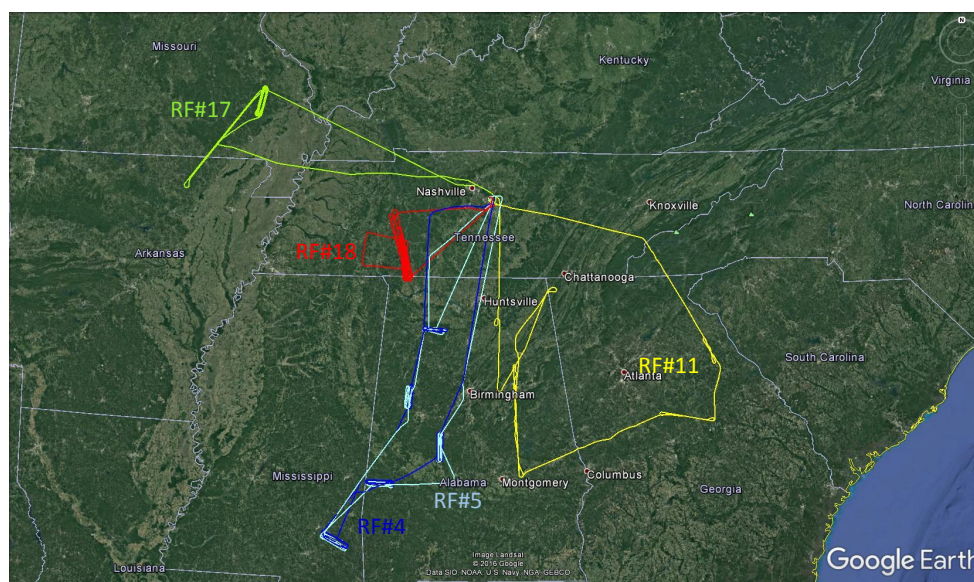 N
Missouri
Kentucky
Virginia
RF#17
Nashville
Knoxville
North Carolin
Tennessee
Arkansas
RF#18
Chattanooga
Huntsville
South Carolina
RF#11
Atlanta
Birmingham
Mississippi
Alabama
Montgomery
Columbus
Georgia
RF#5
RF#4
Louisiana
Image Landsat
© 2016 Google
Data SIO, NOAA, U.S. Navy, NGA, GEBCO
Google Earth